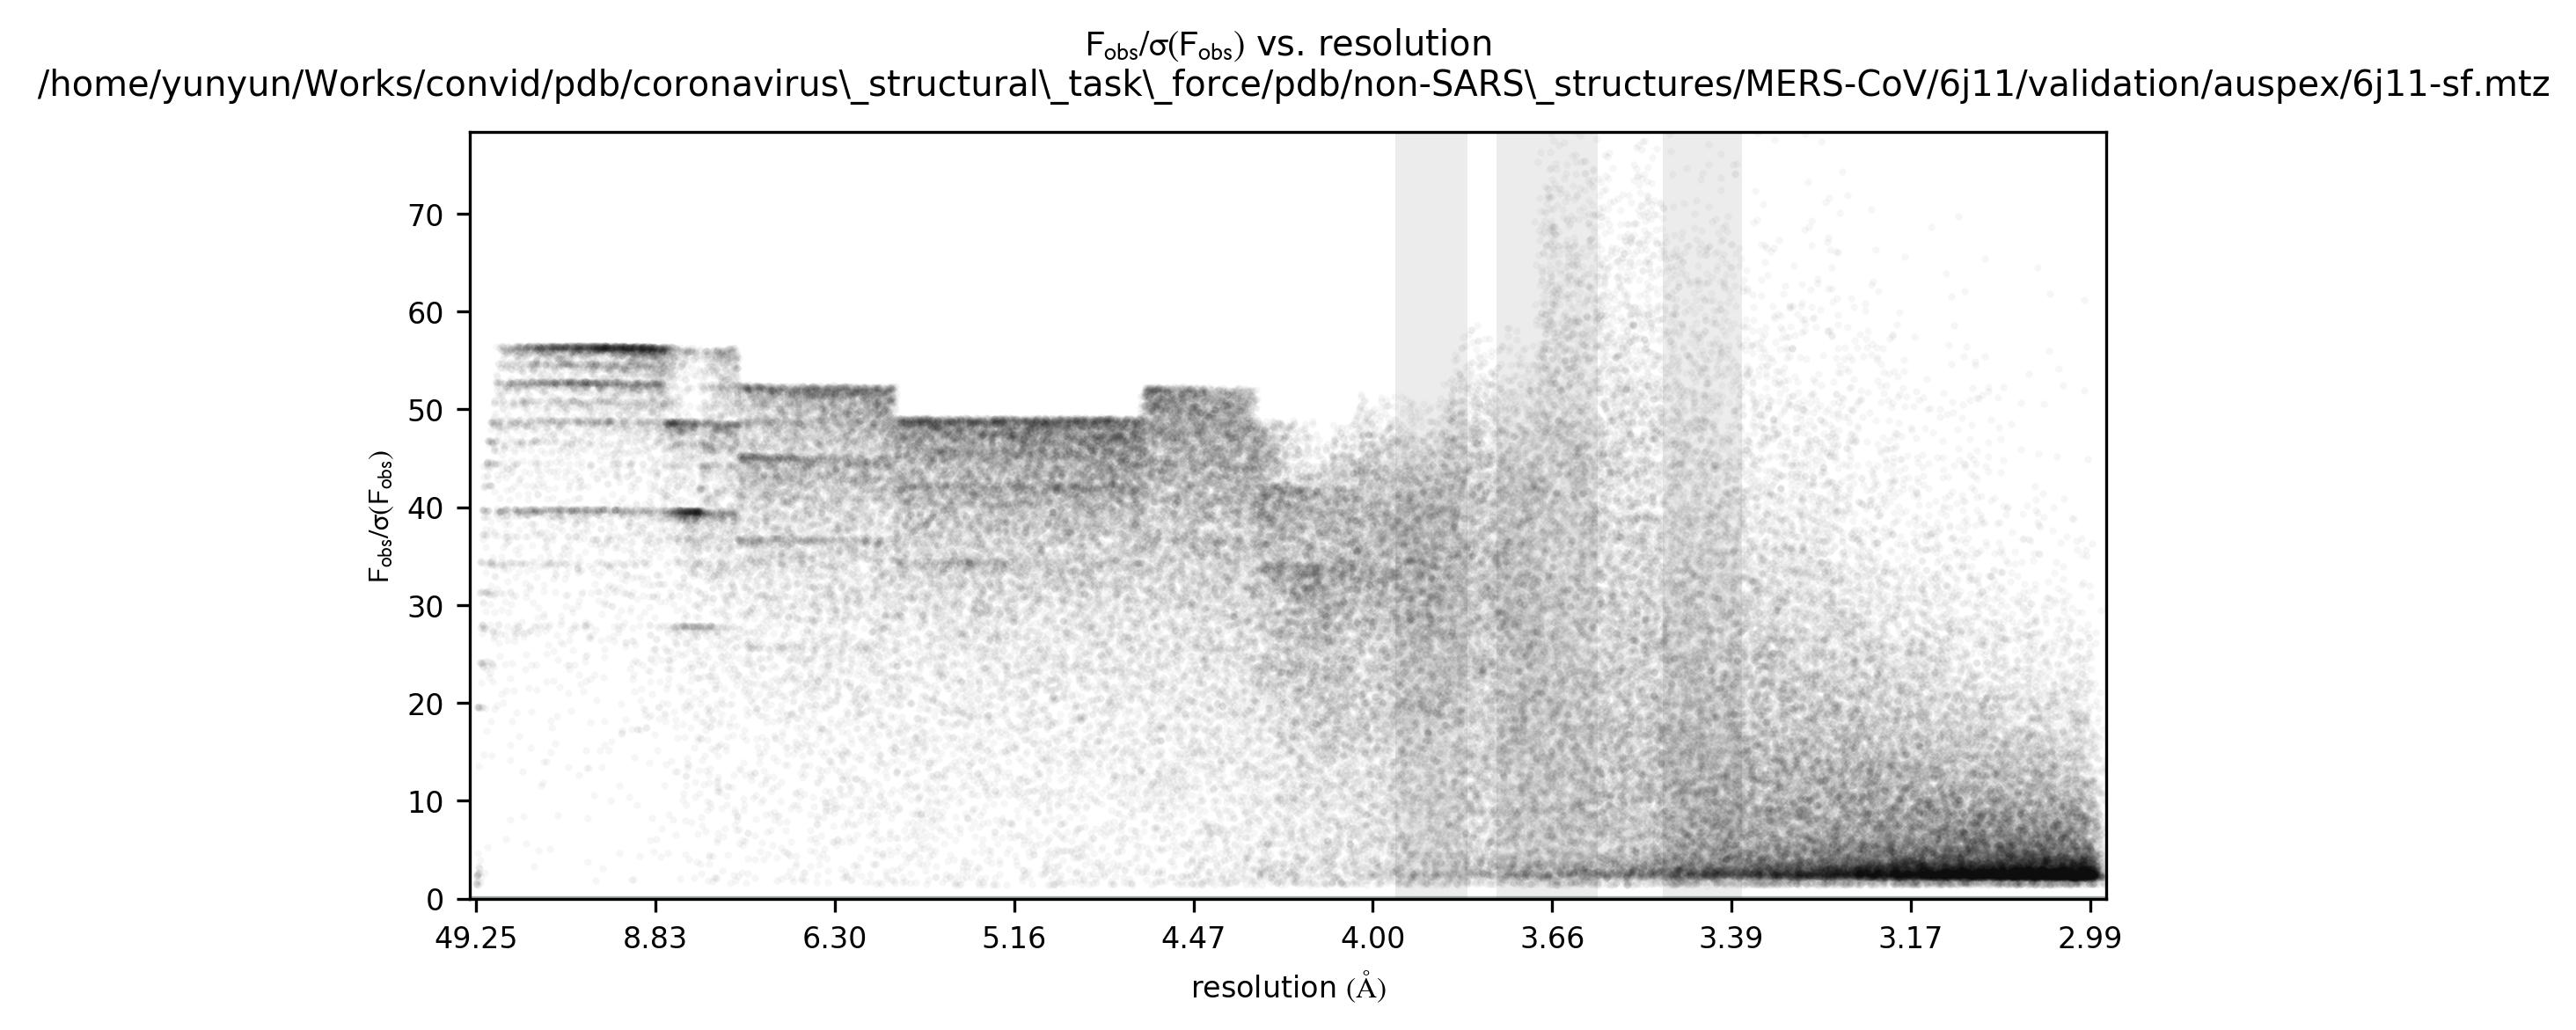 Fobs/σ(Fobs) vs. resolution
/home/yunyun/Works/convid/pdb/coronavirus\_structural\_task\_force/pdb/non-SARS\_structures/MERS-CoV/6j11/validation/auspex/6j11-sf.mtz
Fobs/σ(Fobs)
70
60
50
40
30
20
10
0
49.25 8.83 6.30 5.16 4.47 4.00 3.66 3.39 3.17 2.99
resolution (Å)